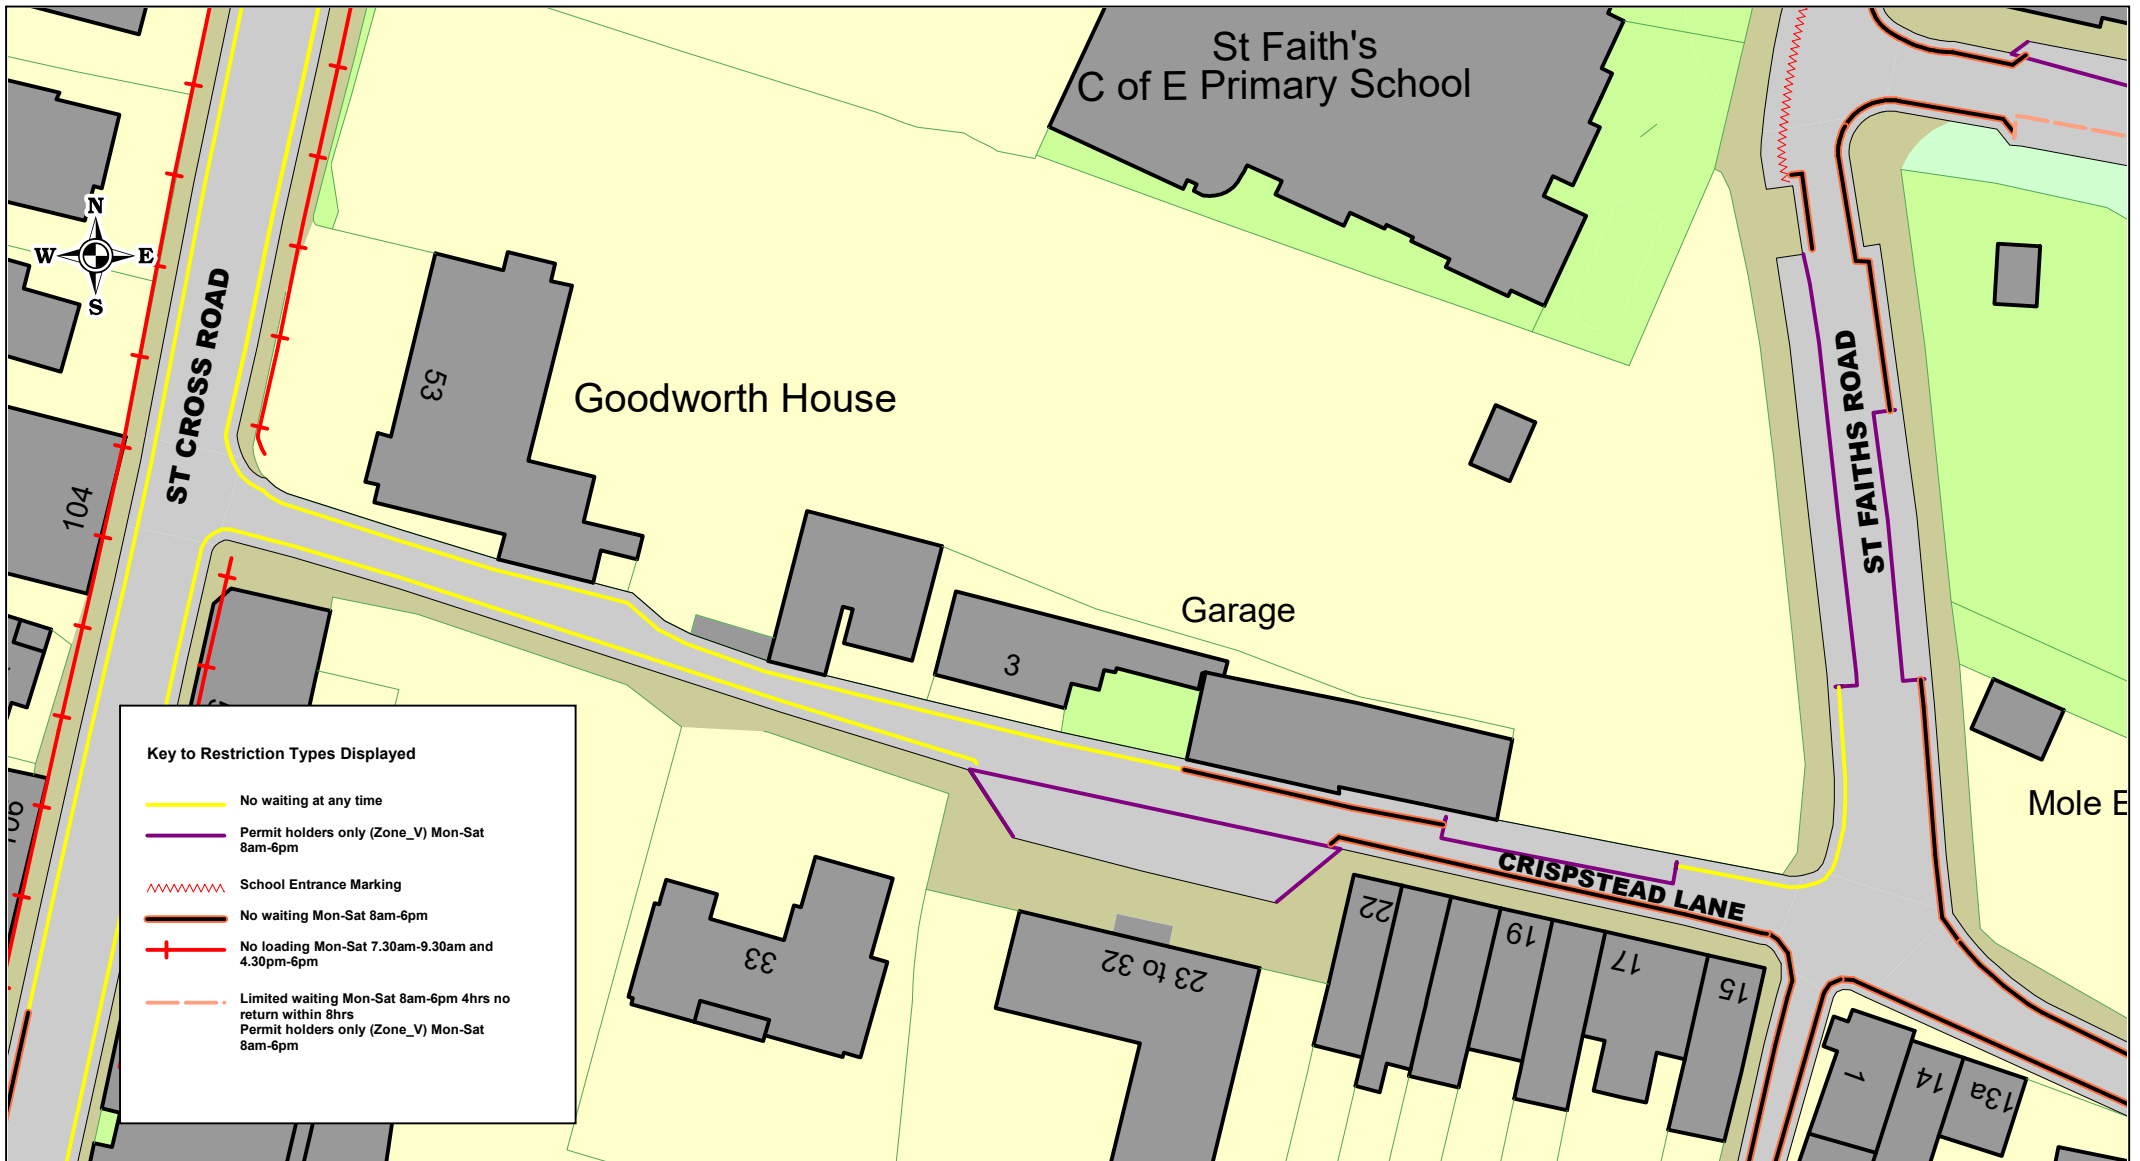 St Faith's
C of E Primary School
N
W E
S
ST CROSS ROAD
53
Goodworth House
ST FAITHS ROAD
104
Garage
3
Mole
Key to Restriction Types Displayed
No waiting at any time
Permit holders only (Zone_V) Mon-Sat
8am-6pm
School Entrance Marking
No waiting Mon-Sat 8am-6pm
No loading Mon-Sat 7.30am-9.30am and
4.30pm-6pm
Limited waiting Mon-Sat 8am-6pm 4hrs no
return within 8hrs
Permit holders only (Zone_V) Mon-Sat
8am-6pm
CRISPSTEAD LANE
33
23 to 32
22
19
17
15
1
14
13a